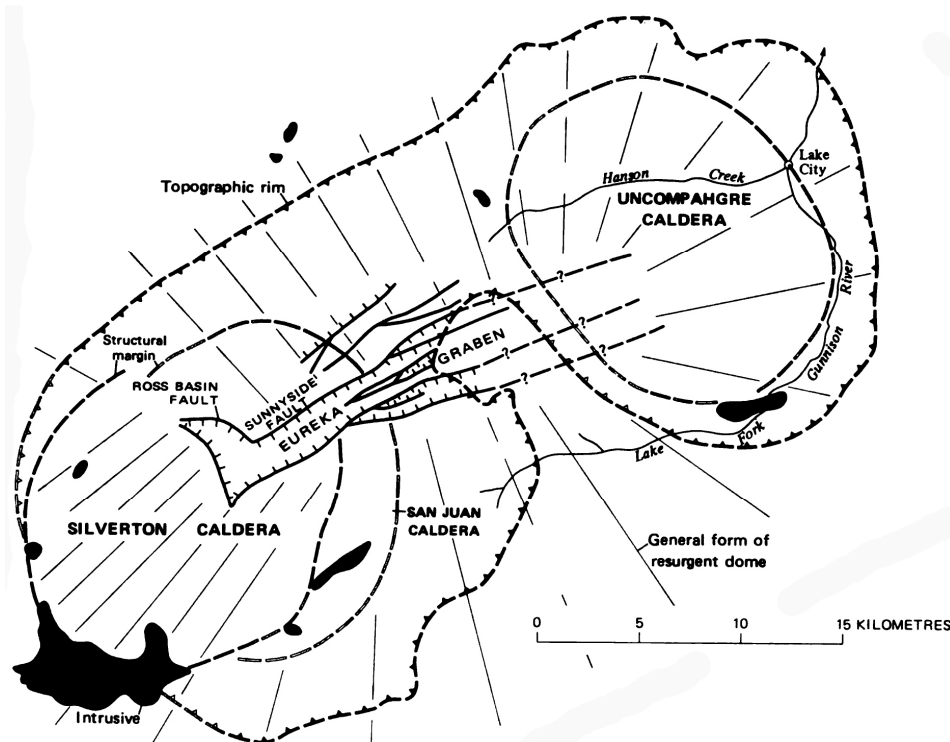 Lake
City
Hanson Creek
UNCOMPAHGRE
CALDERA
Topographic rim
River
?
?
?
?
?
?
GRABEN
Gunnison
Structural
margin
ROSS BASIN
FAULT
SUNNYSIDE
FAULT
EUREKA
Fork
Lake
SILVERTON CALDERA
SAN JUAN
CALDERA
General form of
resurgent dome
0 5 10 15 KILOMETRES
Intrusive